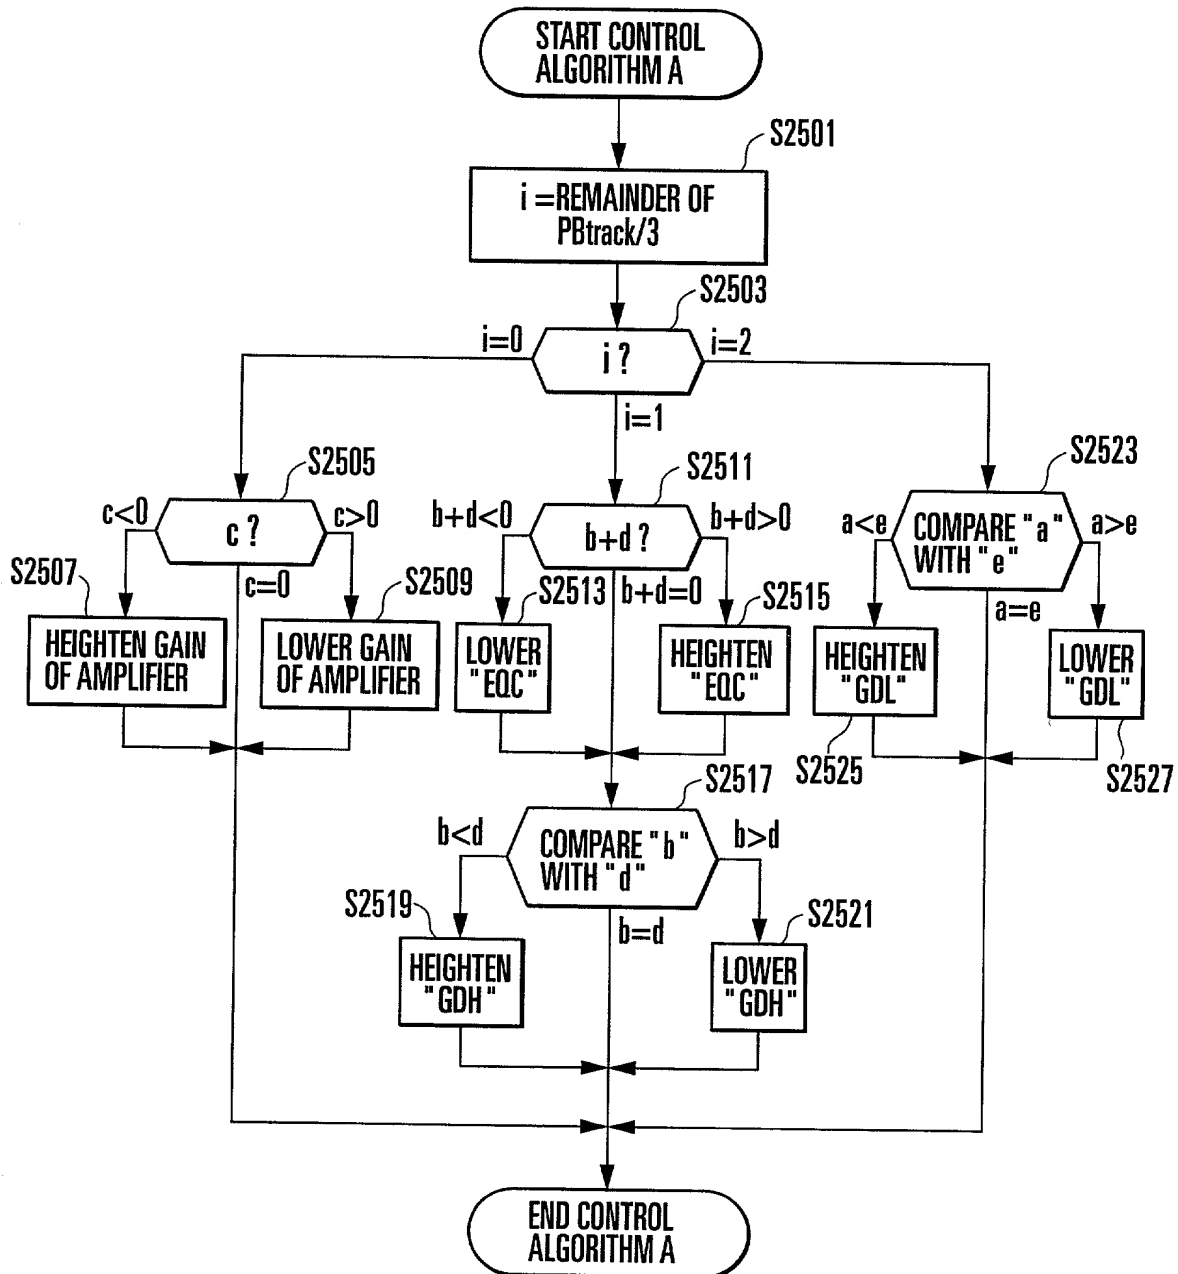 START CONTROL
ALGORITHM A
S2501
i =REMAINDER OF
PBtrack/3
S2503
i=0
i ?
i=2
i=1
S2505
S2511
S2523
c<0
c ?
c>0
c=0
b+d<0
b+d ?
b+d>0
b+d=0
a<e
COMPARE "a"
WITH "e"
a>e
a=e
S2507
HEIGHTEN GAIN
OF AMPLIFIER
S2509
LOWER GAIN
OF AMPLIFIER
S2513
LOWER
"EQC"
S2515
HEIGHTEN
"EQC"
HEIGHTEN
"GDL"
S2525
LOWER
"GDL"
S2527
S2517
b<d
COMPARE "b"
WITH "d"
b>d
b=d
S2519
HEIGHTEN
"GDH"
S2521
LOWER
"GDH"
END CONTROL
ALGORITHM A